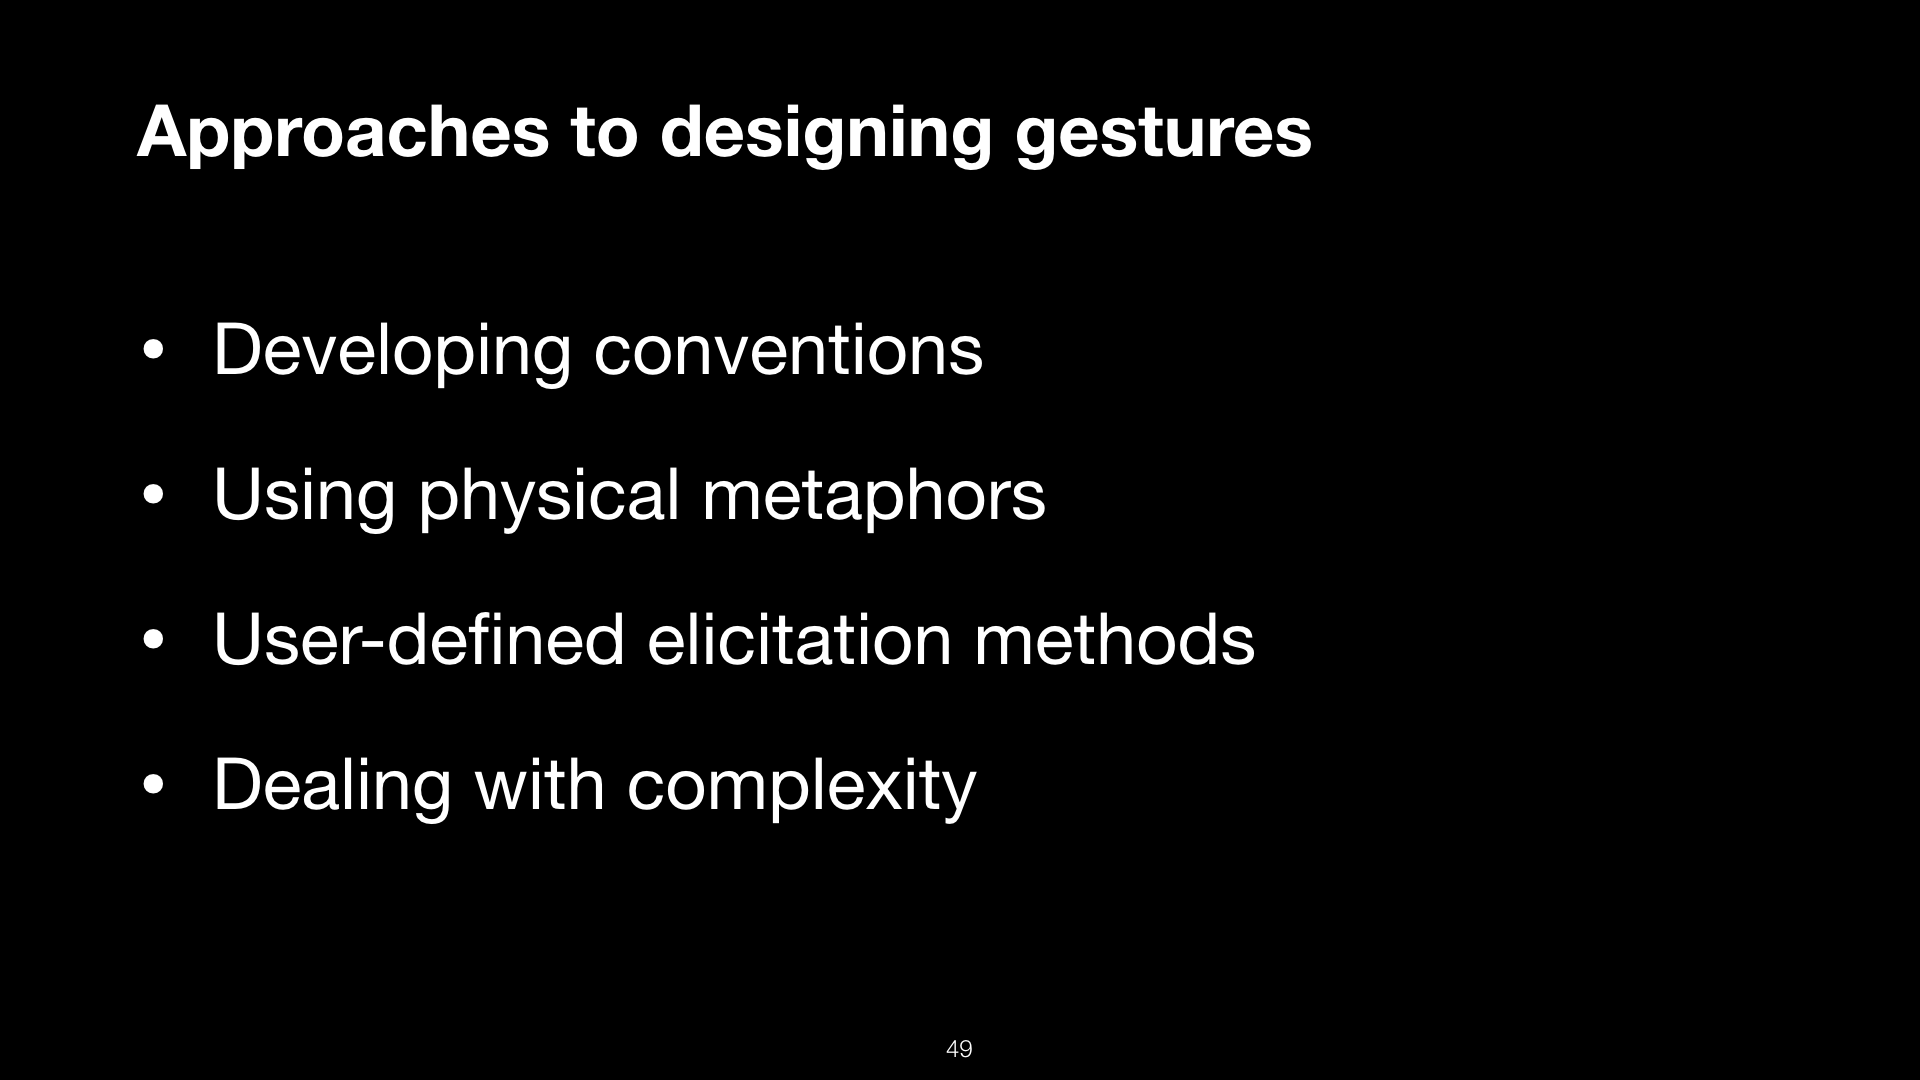 Approaches to designing gestures
• Developing conventions
• Using physical metaphors
• User-defined elicitation methods
• Dealing with complexity
49